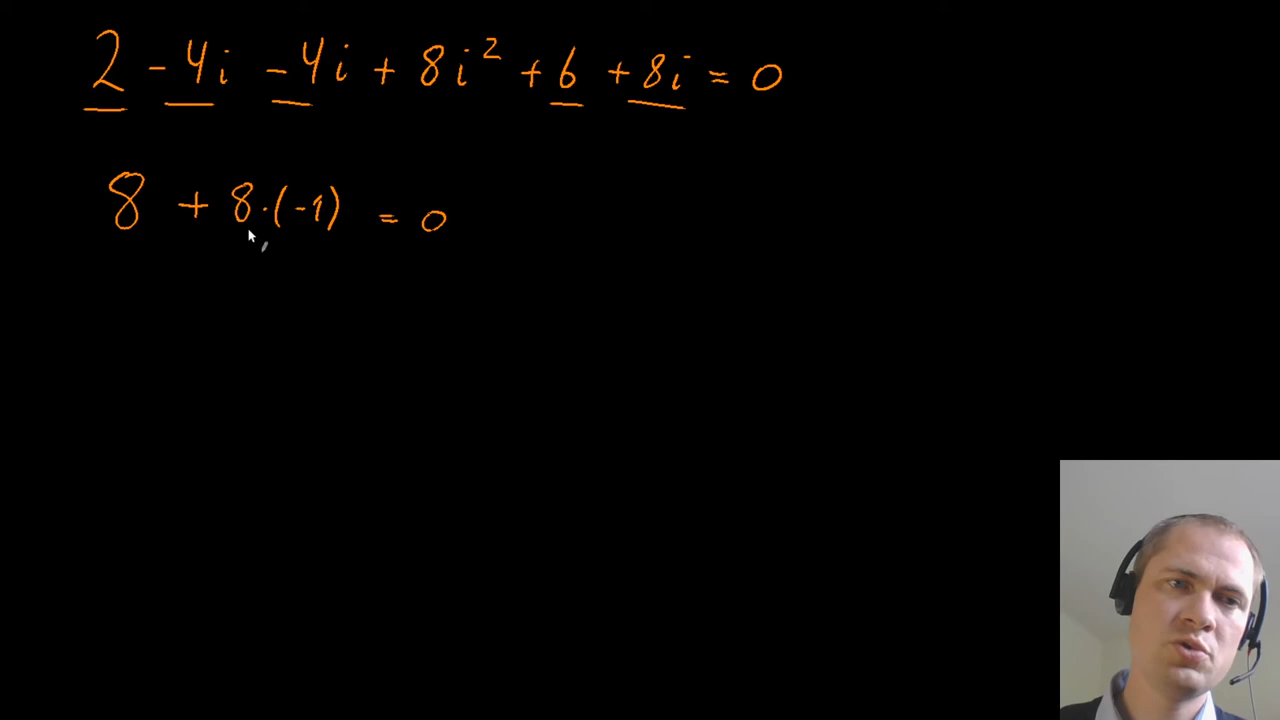 2 - 4i - 4i + 8i² + 6 + 8i = 0
8 + 8·(-1) = 0